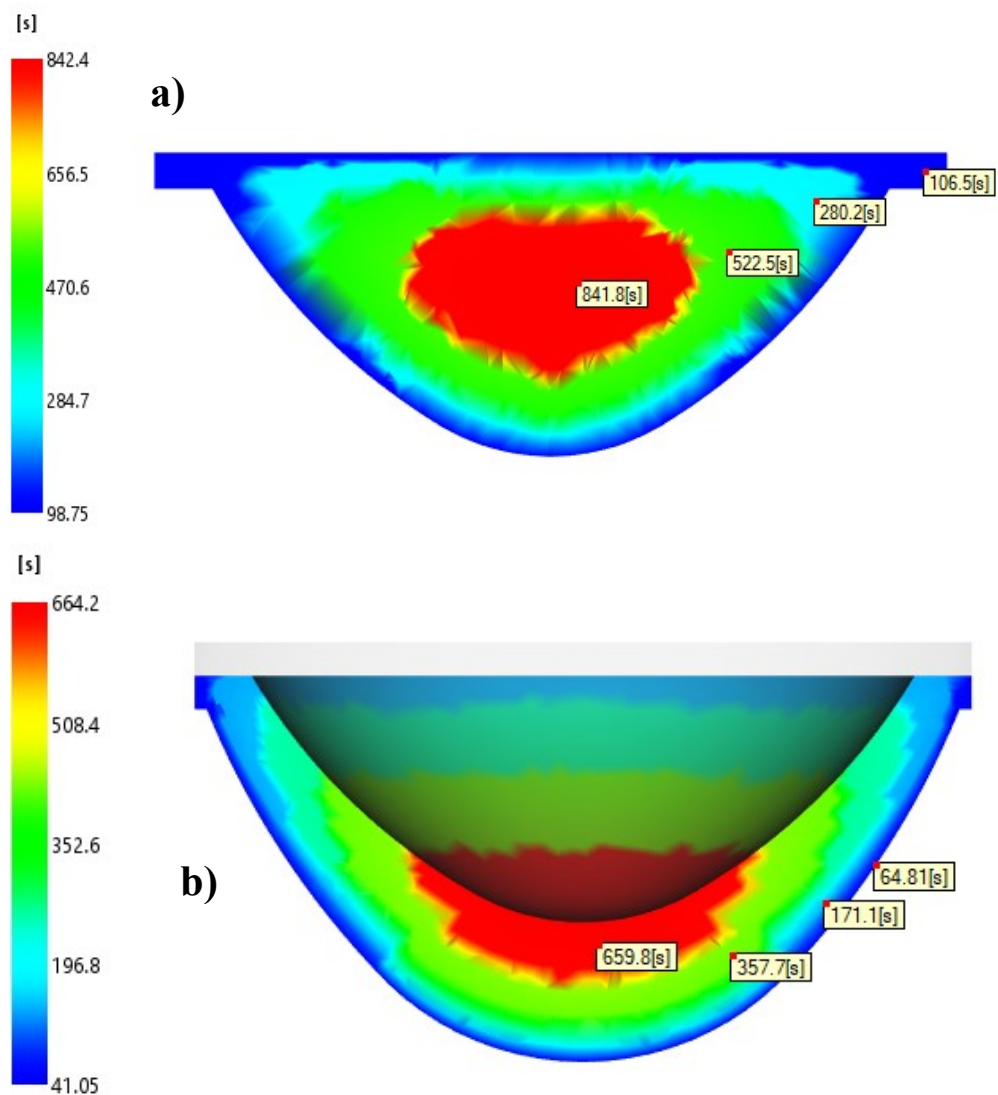 [s]
842.4
a)
656.5
106.5[s]
280.2[s]
522.5[s]
470.6
841.8[s]
284.7
98.75
[s]
664.2
508.4
352.6
b)
64.81[s]
171.1[s]
659.8[s]
357.7[s]
196.8
41.05